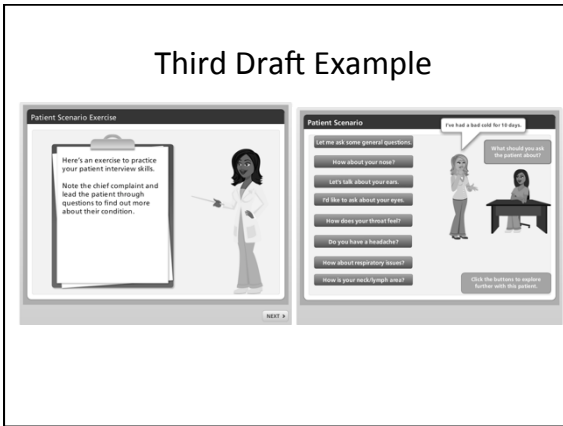 Third Draft Example
Patient Scenario Exercise
Here's an exercise to practice
your patient interview skills.
Note the chief complaint and
lead the patient through
questions to find out more
about their condition.
NEXT >
Patient Scenario
I've had a bad cold for 10 days.
Let me ask some general questions.
What should you ask
the patient about?
How about your nose?
Let's talk about your ears.
I'd like to ask about your eyes.
How does your throat feel?
Do you have a headache?
How about respiratory issues?
How is your neck/lymph area?
Click the buttons to explore
further with this patient